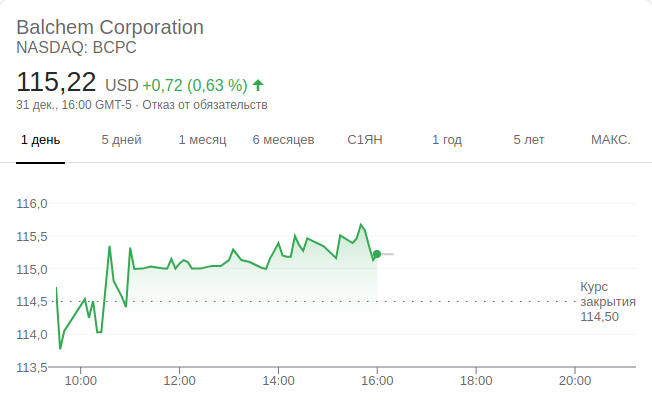 Balchem Corporation
NASDAQ: BCPC
115,22 USD +0,72 (0,63 %)
31 дек., 16:00 GMT-5 · Отказ от обязательств
1 день 5 дней 1 месяц 6 месяцев С1ЯН 1 год 5 лет МАКС.
116,0
115,5
115,0
114,5
114,0
113,5
Курс
закрытия
114,50
10:00 12:00 14:00 16:00 18:00 20:00